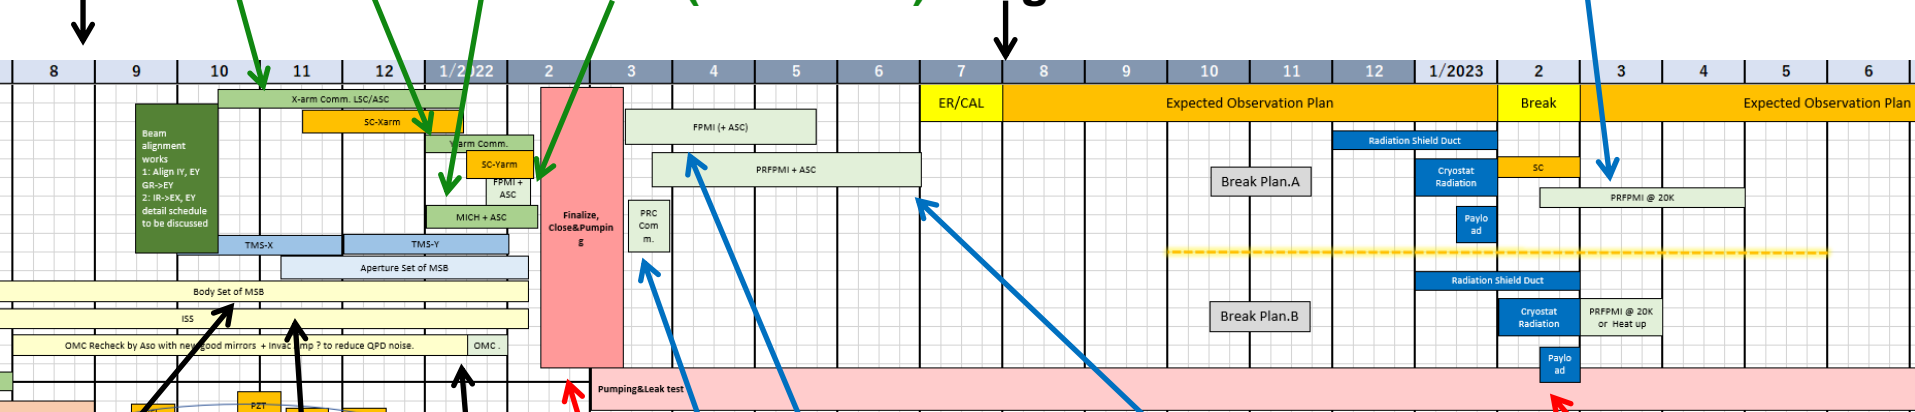 8 9 10 11 12 1/2022 2 3 4 5 6 7 8 9 10 11 12 1/2023 2 3 4 5 6
X-arm Comm. LSC/ASC
ER/CAL
Expected Observation Plan
Break
Expected Observation Plan
SC-Xarm
FPMI (+ ASC)
Beam
alignment
works
1: Align IY, EY
GR->EY
2: IR->EX, EY
detail schedule
to be discussed
Y-arm Comm.
SC-Yarm
FPMI +
ASC
MICH + ASC
Finalize,
Close&Pumpin
g
PRFPMI + ASC
PRC
Com
m.
Radiation Shield Duct
Cryostat
Radiation
SC
PRFPMI @ 20K
Paylo
ad
Break Plan.A
TMS-X
TMS-Y
Aperture Set of MSB
Body Set of MSB
ISS
OMC Recheck by Aso with new good mirrors + Invac amp ? to reduce QPD noise.
OMC .
Radiation Shield Duct
Break Plan.B
Cryostat
Radiation
PRFPMI @ 20K
or Heat up
Paylo
ad
Pumping&Leak test
PZT